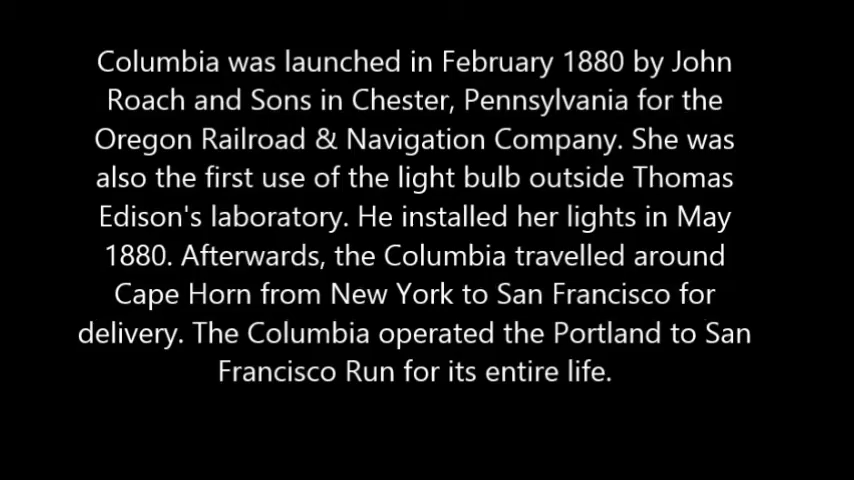 Columbia was launched in February 1880 by John
Roach and Sons in Chester, Pennsylvania for the
Oregon Railroad & Navigation Company. She was
also the first use of the light bulb outside Thomas
Edison's laboratory. He installed her lights in May
1880. Afterwards, the Columbia travelled around
Cape Horn from New York to San Francisco for
delivery. The Columbia operated the Portland to San
Francisco Run for its entire life.